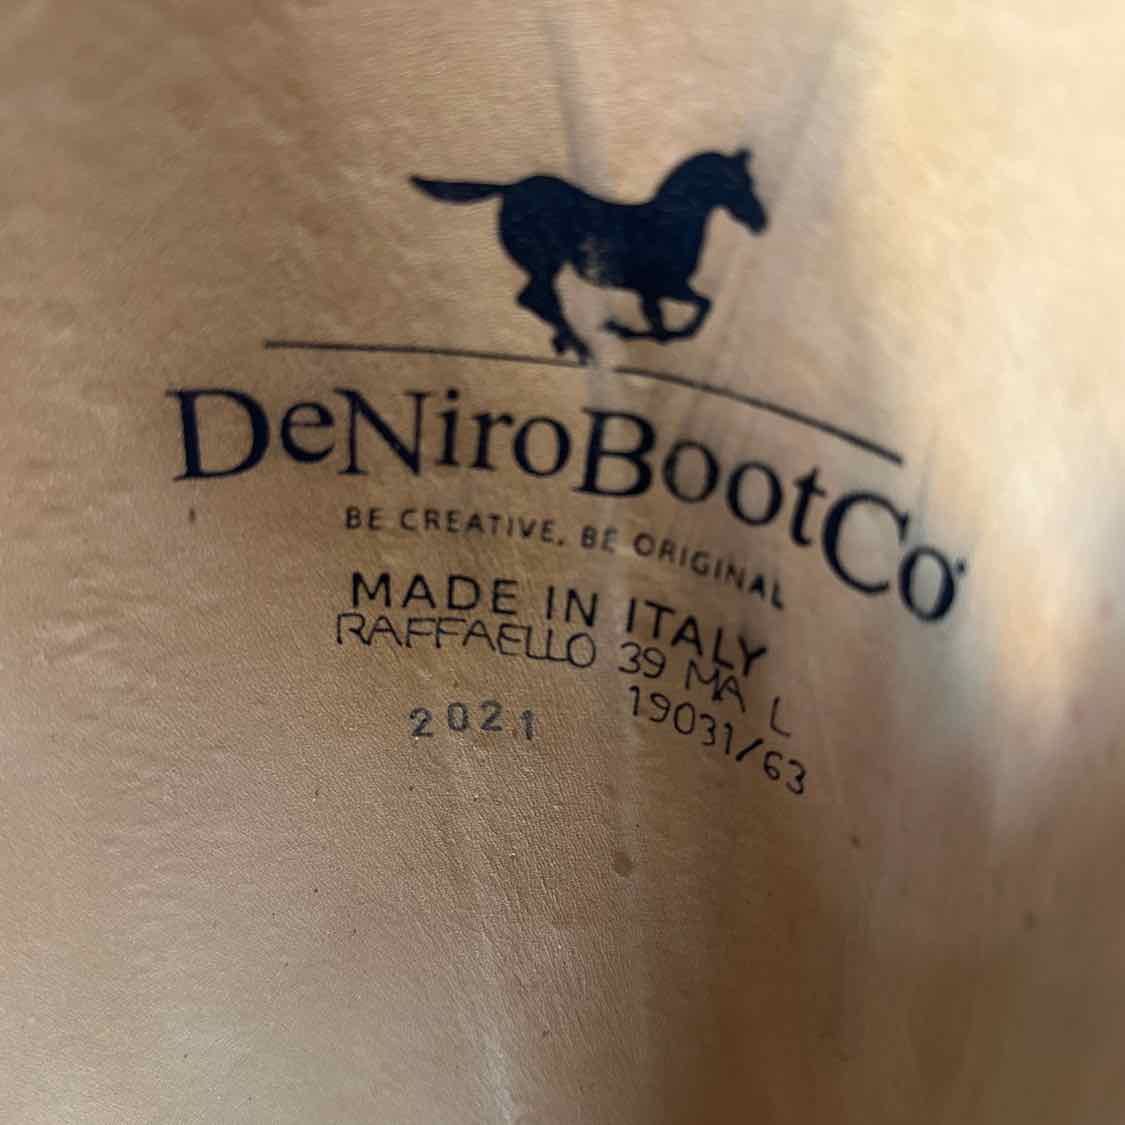 DeNiroBootCo
BE CREATIVE, BE ORIGINAL
MADE IN ITALY
RAFFAELLO 39 MA L
2021 19031/63